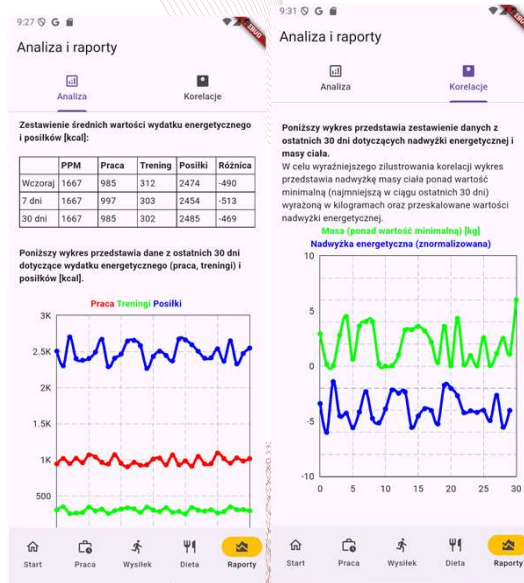 9:27
G
Analiza i raporty
Analiza
Korelacje
Zestawienie średnich wartości wydatku energetycznego
i posiłków [kcal]:
PPM Praca Trening Posiłki Różnica
Wczoraj 1667 985 312 2474 -490
7 dni 1667 997 303 2454 -513
30 dni 1667 985 302 2485 -469
Poniższy wykres przedstawia dane z ostatnich 30 dni
dotyczące wydatku energetycznego (praca, treningi) i
posiłków [kcal].
Praca Treningi Posiłki
3K
2.5K
2K
1.5K
1K
500
Start Praca Wysiłek Dieta Raporty
9:31
G
Analiza i raporty
Analiza
Korelacje
Poniższy wykres przedstawia zestawienie danych z
ostatnich 30 dni dotyczących nadwyżki energetycznej i
masy ciała.
W celu wyraźniejszego zilustrowania korelacji wykres
przedstawia nadwyżkę masy ciała ponad wartość
minimalną (najmniejszą w ciągu ostatnich 30 dni)
wyrażoną w kilogramach oraz przeskalowane wartości
nadwyżki energetycznej.
Masa (ponad wartość minimalną) [kg]
Nadwyżka energetyczna (znormalizowana)
10
5
0
-5
-10
0 5 10 15 20 25 30
Start Praca Wysiłek Dieta Raporty